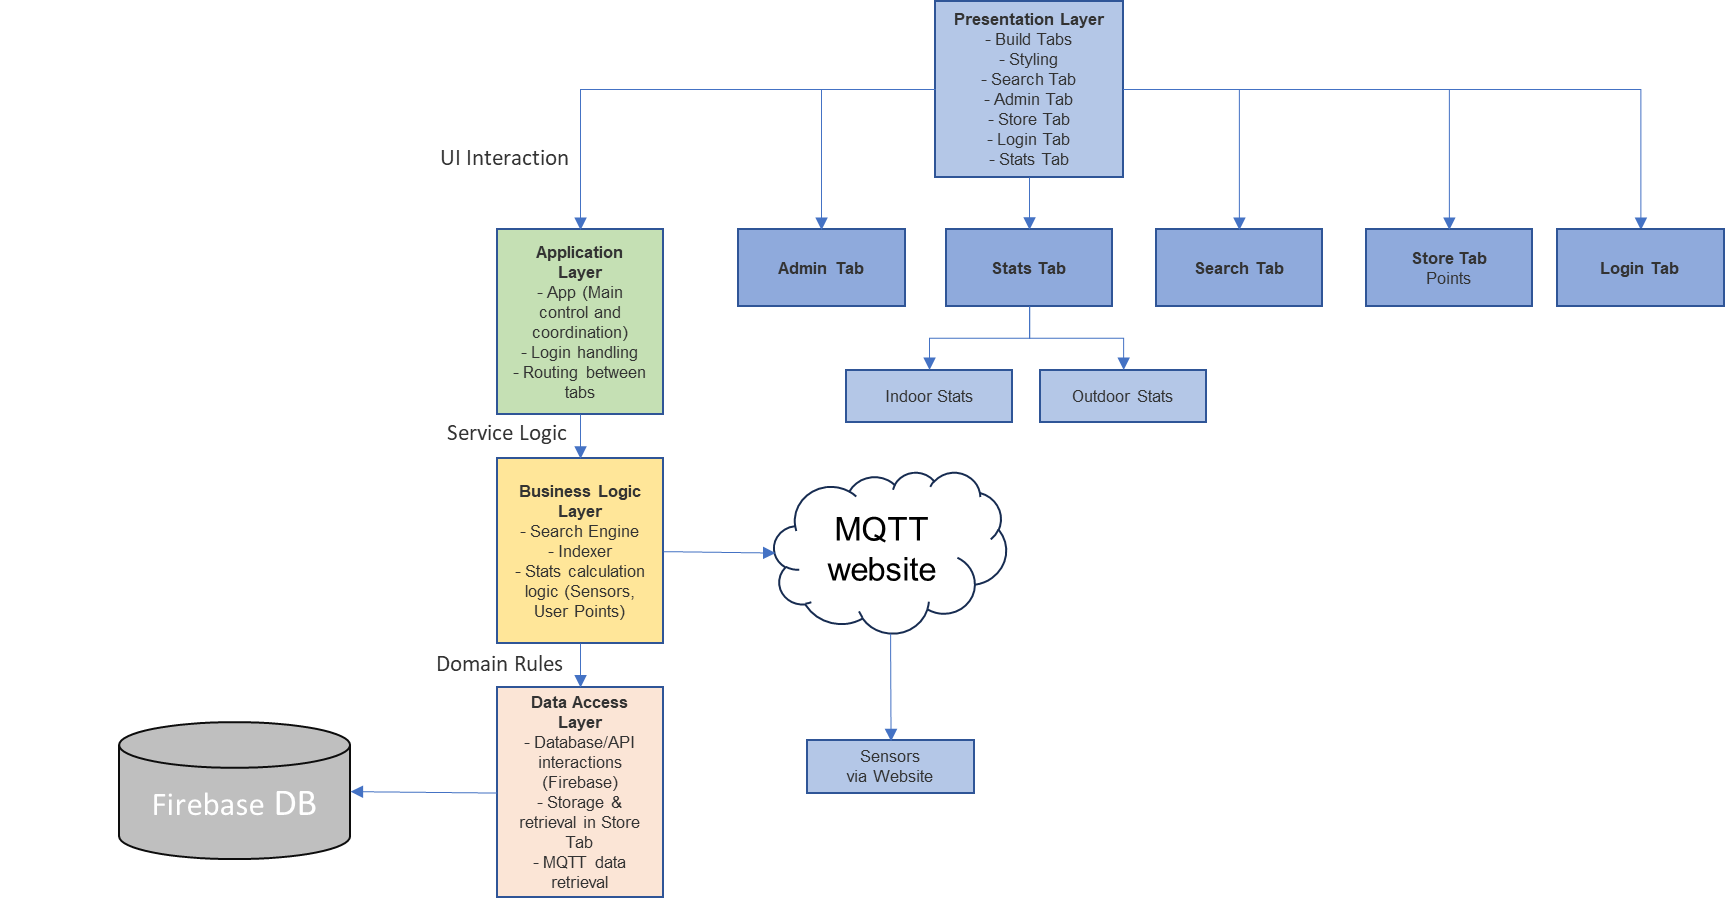 Presentation Layer
- Build Tabs
- Styling
- Search Tab
- Admin Tab
- Store Tab
- Login Tab
- Stats Tab
UI Interaction
Application
Layer
- App (Main
control and
coordination)
- Login handling
- Routing between
tabs
Admin Tab
Stats Tab
Search Tab
Store Tab
Points
Login Tab
Indoor Stats
Outdoor Stats
Service Logic
Business Logic
Layer
- Search Engine
- Indexer
- Stats calculation
logic (Sensors,
User Points)
MQTT
website
Domain Rules
Data Access
Layer
- Database/API
interactions
(Firebase)
- Storage &
retrieval in Store
Tab
- MQTT data
retrieval
Sensors
via Website
Firebase DB